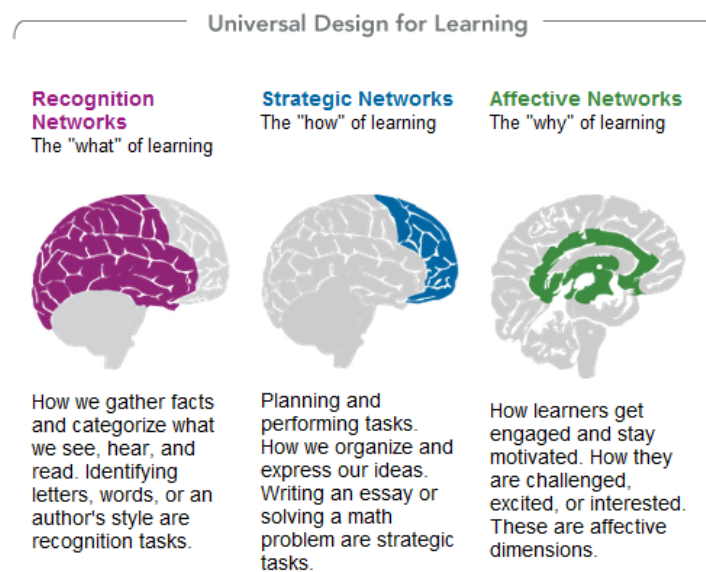 Universal Design for Learning
Recognition
Networks
The "what" of learning
How we gather facts
and categorize what
we see, hear, and
read. Identifying
letters, words, or an
author's style are
recognition tasks.
Strategic Networks
The "how" of learning
Planning and
performing tasks.
How we organize and
express our ideas.
Writing an essay or
solving a math
problem are strategic
tasks.
Affective Networks
The "why" of learning
How learners get
engaged and stay
motivated. How they
are challenged,
excited, or interested.
These are affective
dimensions.